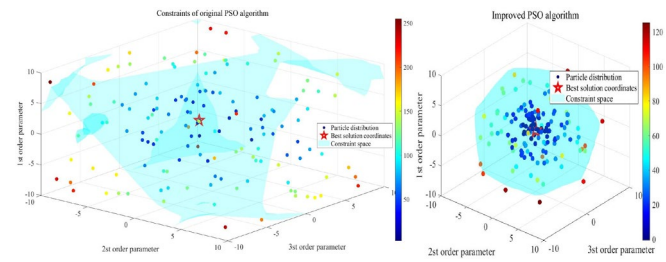 Constraints of original PSO algorithm
10
5
0
-5
-10
1st order parameter
-10
-5
0
5
10
2st order parameter
-10
-5
0
5
10
3st order parameter
Particle distribution
Best solution coordinates
Constraint space
250
200
150
100
50
Improved PSO algorithm
10
5
0
-5
-10
1st order parameter
-10
0
10
2st order parameter
-10
0
10
3st order parameter
Particle distribution
Best solution coordinates
Constraint space
120
100
80
60
40
20
0